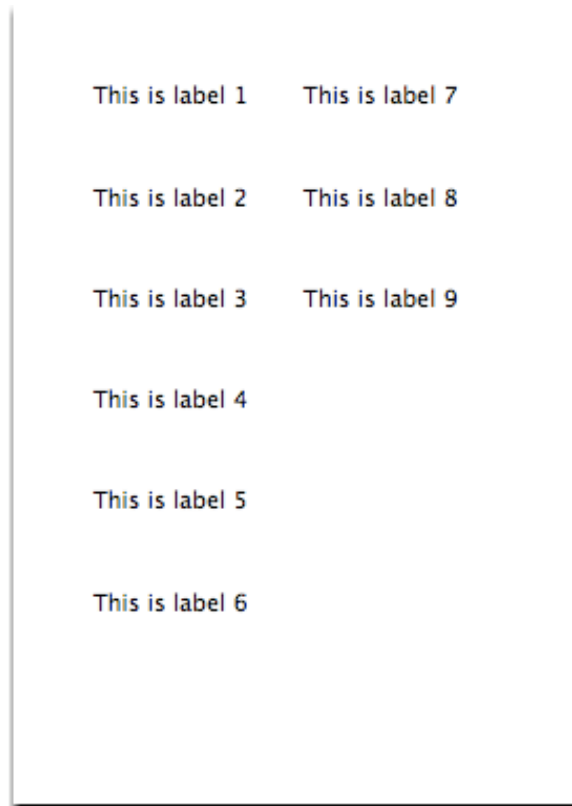 This is label 1
This is label 2
This is label 3
This is label 4
This is label 5
This is label 6
This is label 7
This is label 8
This is label 9